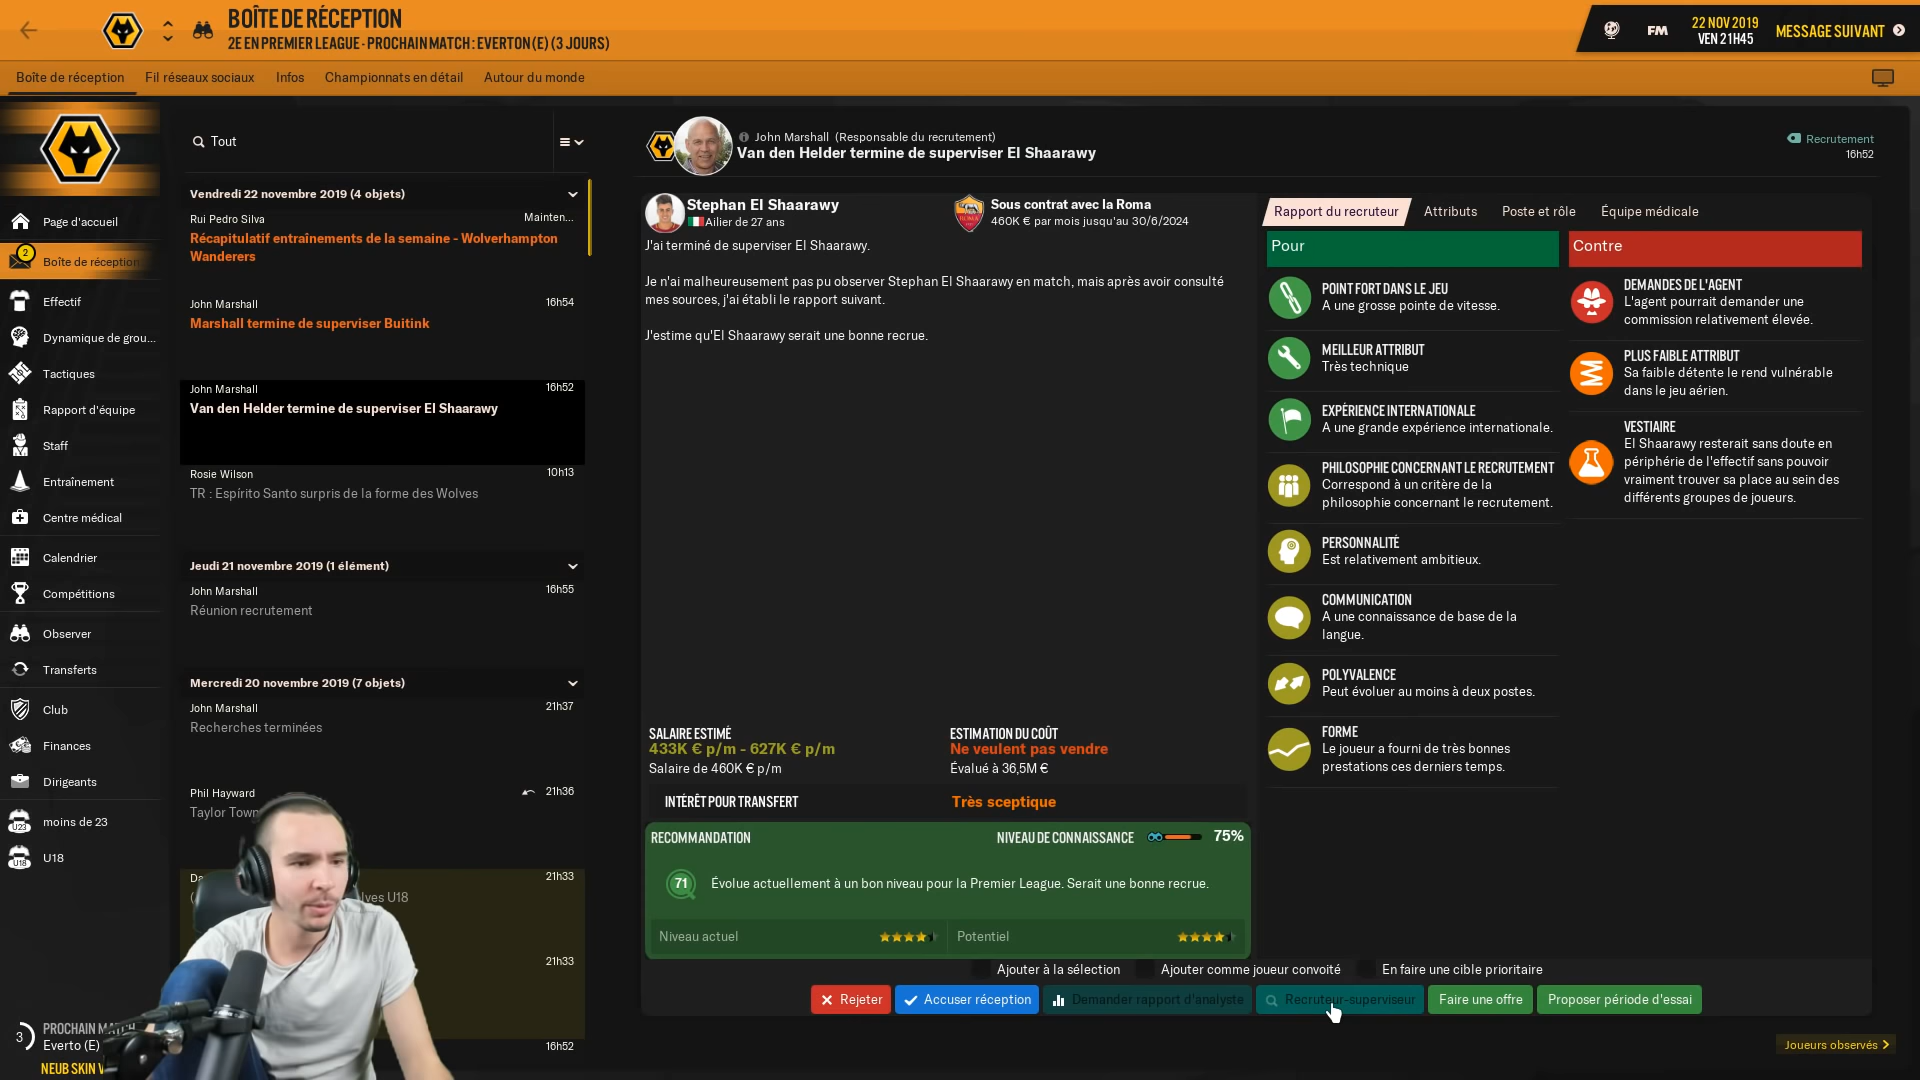 BOÎTE DE RÉCEPTION
2E EN PREMIER LEAGUE - PROCHAIN MATCH : EVERTON (E) (3 JOURS)
FM
22 NOV 2019
VEN 21H45
MESSAGE SUIVANT
Boîte de réception
Fil réseaux sociaux
Infos
Championnats en détail
Autour du monde
Page d'accueil
2
Boîte de réception
Effectif
Dynamique de grou...
Tactiques
Rapport d'équipe
Staff
Entraînement
Centre médical
Calendrier
Compétitions
Observer
Transferts
Club
Finances
Dirigeants
U23
moins de 23
U18
U18
3
PROCHAIN MATCH
Everto (E)
NEUB SKIN V
Tout
Vendredi 22 novembre 2019 (4 objets)
Rui Pedro Silva
Mainten...
Récapitulatif entraînements de la semaine - Wolverhampton
Wanderers
John Marshall
16h54
Marshall termine de superviser Buitink
John Marshall
16h52
Van den Helder termine de superviser El Shaarawy
Rosie Wilson
10h13
TR : Espírito Santo surpris de la forme des Wolves
Jeudi 21 novembre 2019 (1 élément)
John Marshall
16h55
Réunion recrutement
Mercredi 20 novembre 2019 (7 objets)
John Marshall
21h37
Recherches terminées
Phil Hayward
21h36
Taylor Town
Da
21h33
(
lves U18
21h33
16h52
John Marshall (Responsable du recrutement)
Van den Helder termine de superviser El Shaarawy
Recrutement
16h52
Stephan El Shaarawy
Ailier de 27 ans
Sous contrat avec la Roma
460K € par mois jusqu'au 30/6/2024
J'ai terminé de superviser El Shaarawy.
Je n'ai malheureusement pas pu observer Stephan El Shaarawy en match, mais après avoir consulté
mes sources, j'ai établi le rapport suivant.
J'estime qu'El Shaarawy serait une bonne recrue.
SALAIRE ESTIMÉ
433K € p/m - 627K € p/m
Salaire de 460K € p/m
ESTIMATION DU COÛT
Ne veulent pas vendre
Évalué à 36,5M €
INTÉRÊT POUR TRANSFERT
Très sceptique
RECOMMANDATION
NIVEAU DE CONNAISSANCE
75%
71
Évolue actuellement à un bon niveau pour la Premier League. Serait une bonne recrue.
Niveau actuel
Potentiel
Rapport du recruteur
Attributs
Poste et rôle
Équipe médicale
Pour
POINT FORT DANS LE JEU
A une grosse pointe de vitesse.
MEILLEUR ATTRIBUT
Très technique
EXPÉRIENCE INTERNATIONALE
A une grande expérience internationale.
PHILOSOPHIE CONCERNANT LE RECRUTEMENT
Correspond à un critère de la
philosophie concernant le recrutement.
PERSONNALITÉ
Est relativement ambitieux.
COMMUNICATION
A une connaissance de base de la
langue.
POLYVALENCE
Peut évoluer au moins à deux postes.
FORME
Le joueur a fourni de très bonnes
prestations ces derniers temps.
Contre
DEMANDES DE L'AGENT
L'agent pourrait demander une
commission relativement élevée.
PLUS FAIBLE ATTRIBUT
Sa faible détente le rend vulnérable
dans le jeu aérien.
VESTIAIRE
El Shaarawy resterait sans doute en
périphérie de l'effectif sans pouvoir
vraiment trouver sa place au sein des
différents groupes de joueurs.
Ajouter à la sélection
Ajouter comme joueur convoité
En faire une cible prioritaire
Rejeter
Accuser réception
Demander rapport d'analyste
Recruteur-superviseur
Faire une offre
Proposer période d'essai
Joueurs observés